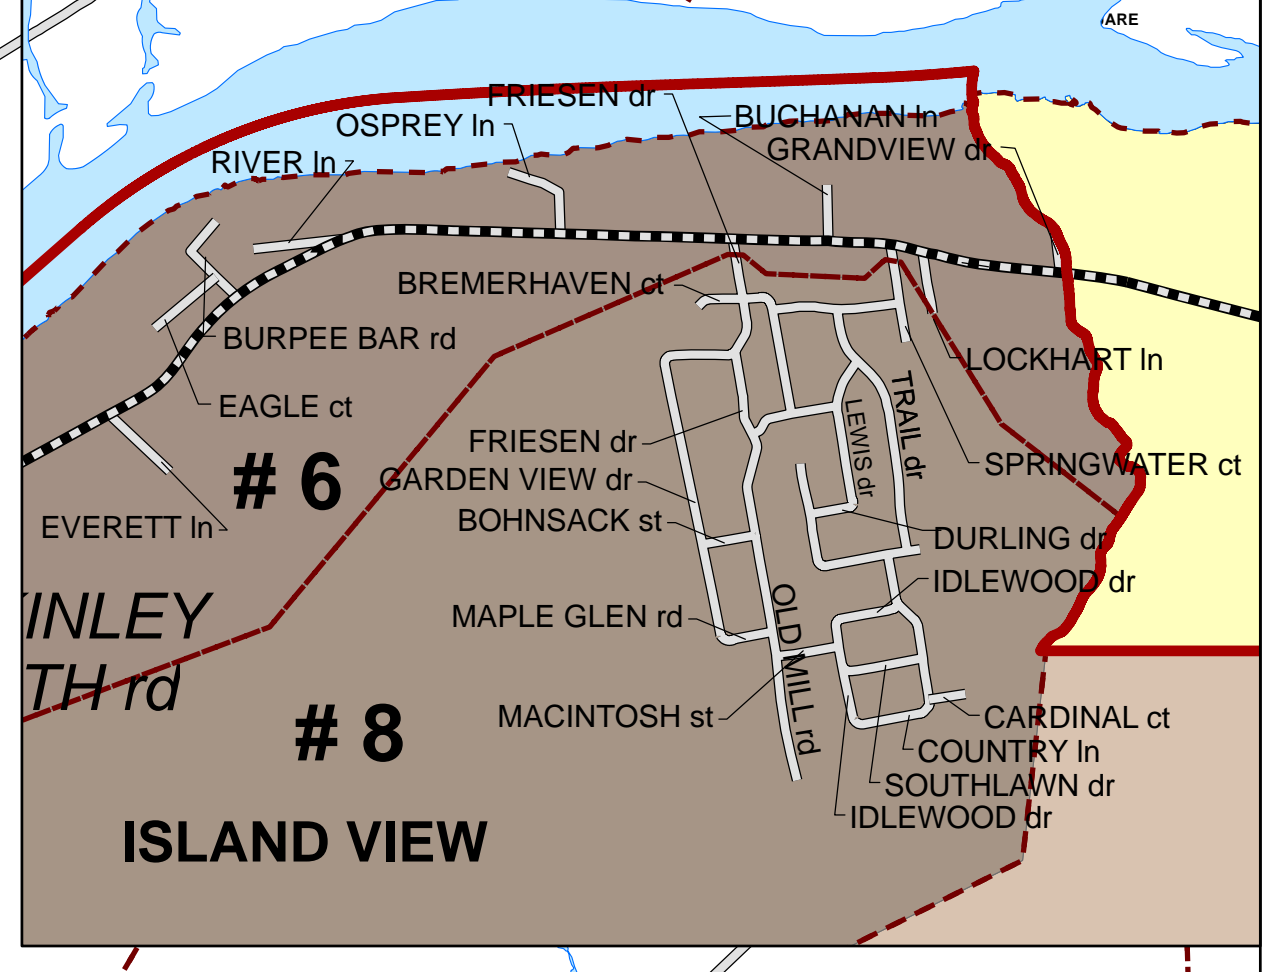 ARE
FRIESEN dr
BUCHANAN ln
OSPREY ln
GRANDVIEW dr
RIVER ln
BREMERHAVEN ct
BURPEE BAR rd
LOCKHART ln
EAGLE ct
TRAIL dr
LEWIS dr
FRIESEN dr
SPRINGWATER ct
# 6
GARDEN VIEW dr
BOHNSACK st
EVERETT ln
DURLING dr
IDLEWOOD dr
INLEY
TH rd
MAPLE GLEN rd
OLD MILL rd
MACINTOSH st
CARDINAL ct
# 8
COUNTRY ln
SOUTHLAWN dr
IDLEWOOD dr
ISLAND VIEW